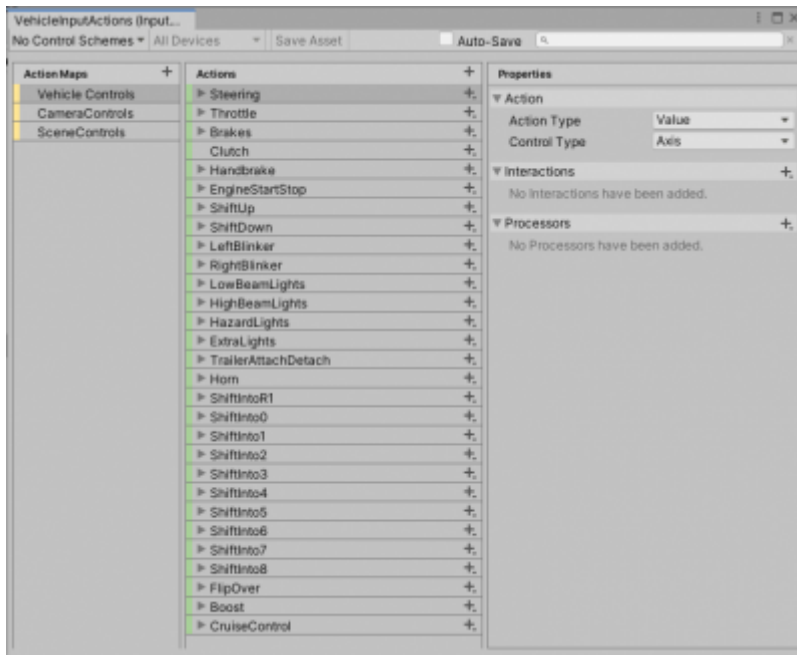 VehicleInputActions (Input...
No Control Schemes All Devices Save Asset Auto-Save
Action Maps
Vehicle Controls
CameraControls
SceneControls
Actions
Steering
Throttle
Brakes
Clutch
Handbrake
EngineStartStop
ShiftUp
ShiftDown
LeftBlinker
RightBlinker
LowBeamLights
HighBeamLights
HazardLights
ExtraLights
TrailerAttachDetach
Horn
ShiftIntoR1
ShiftInto0
ShiftInto1
ShiftInto2
ShiftInto3
ShiftInto4
ShiftInto5
ShiftInto6
ShiftInto7
ShiftInto8
FlipOver
Boost
CruiseControl
Properties
Action
Action Type Value
Control Type Axis
Interactions
No Interactions have been added.
Processors
No Processors have been added.